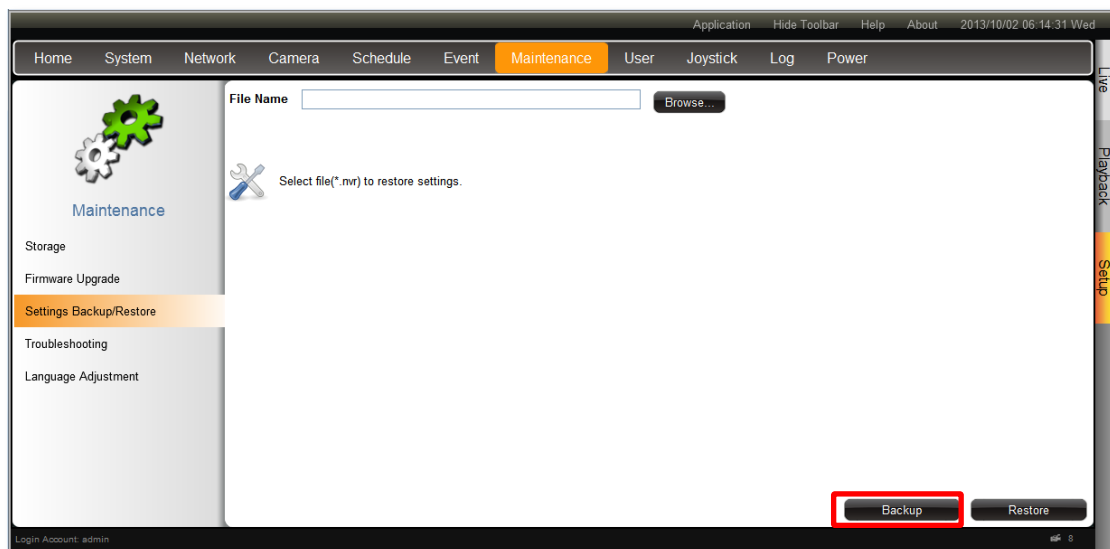 Application Hide Toolbar Help About 2013/10/02 06:14:31 Wed
Home System Network Camera Schedule Event Maintenance User Joystick Log Power
Live
Playback
Setup
Maintenance
Storage
Firmware Upgrade
Settings Backup/Restore
Troubleshooting
Language Adjustment
File Name Browse...
Select file(*.nvr) to restore settings.
Backup Restore
Login Account: admin 8